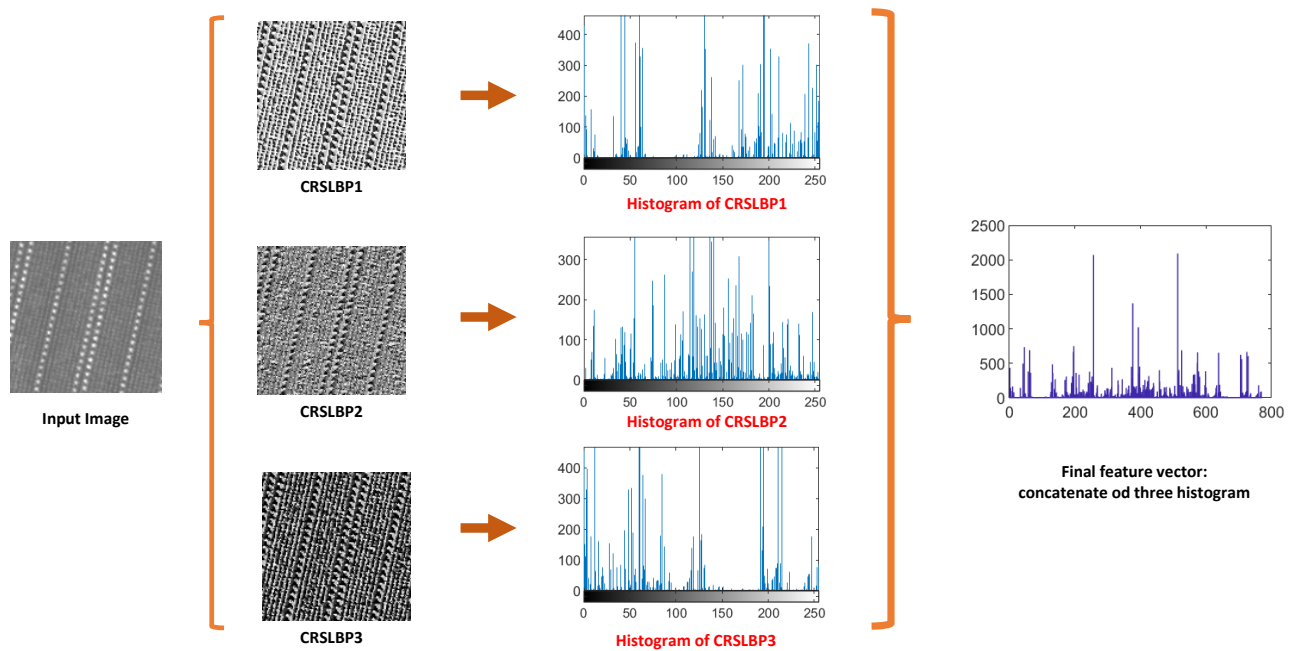 Input Image
CRSLBP1
400
300
200
100
0
0 50 100 150 200 250
Histogram of CRSLBP1
CRSLBP2
300
200
100
0
0 50 100 150 200 250
Histogram of CRSLBP2
CRSLBP3
400
300
200
100
0
0 50 100 150 200 250
Histogram of CRSLBP3
2500
2000
1500
1000
500
0
0 200 400 600 800
Final feature vector:
concatenate od three histogram